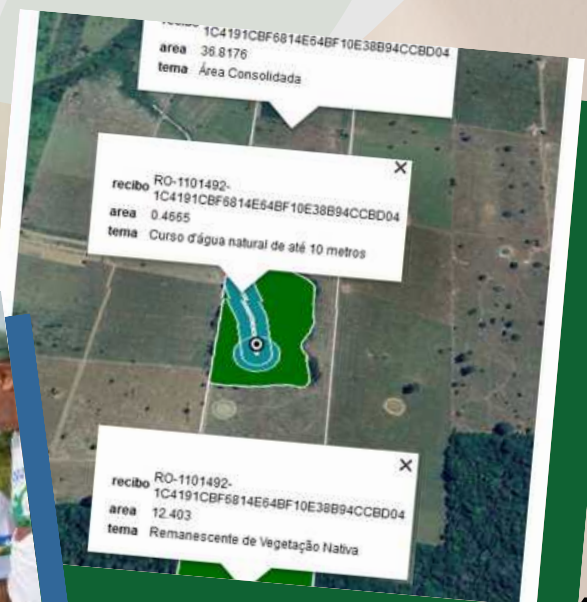 1C4191CBF6814E64BF10E38B94CCBD04
area 36.8176
tema Área Consolidada
recibo RO-1101492-
1C4191CBF6814E64BF10E38B94CCBD04
area 0.4665
tema Curso d'água natural de até 10 metros
recibo RO-1101492-
1C4191CBF6814E64BF10E38B94CCBD04
area 12.403
tema Remanescente de Vegetação Nativa